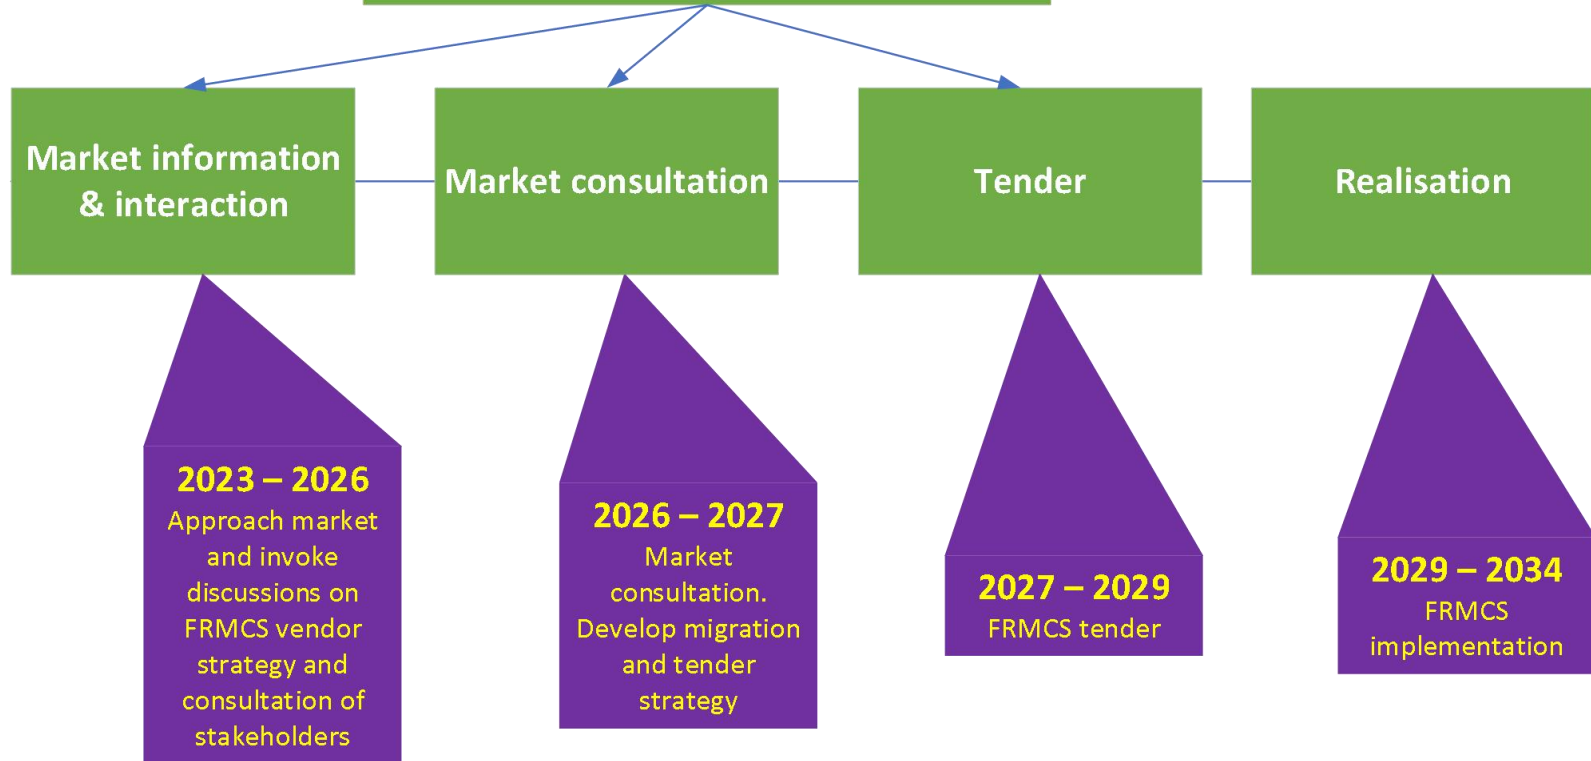 Market information
& interaction
Market consultation
Tender
Realisation
2023 – 2026
Approach market
and invoke
discussions on
FRMCS vendor
strategy and
consultation of
stakeholders
2026 – 2027
Market
consultation.
Develop migration
and tender
strategy
2027 – 2029
FRMCS tender
2029 – 2034
FRMCS
implementation